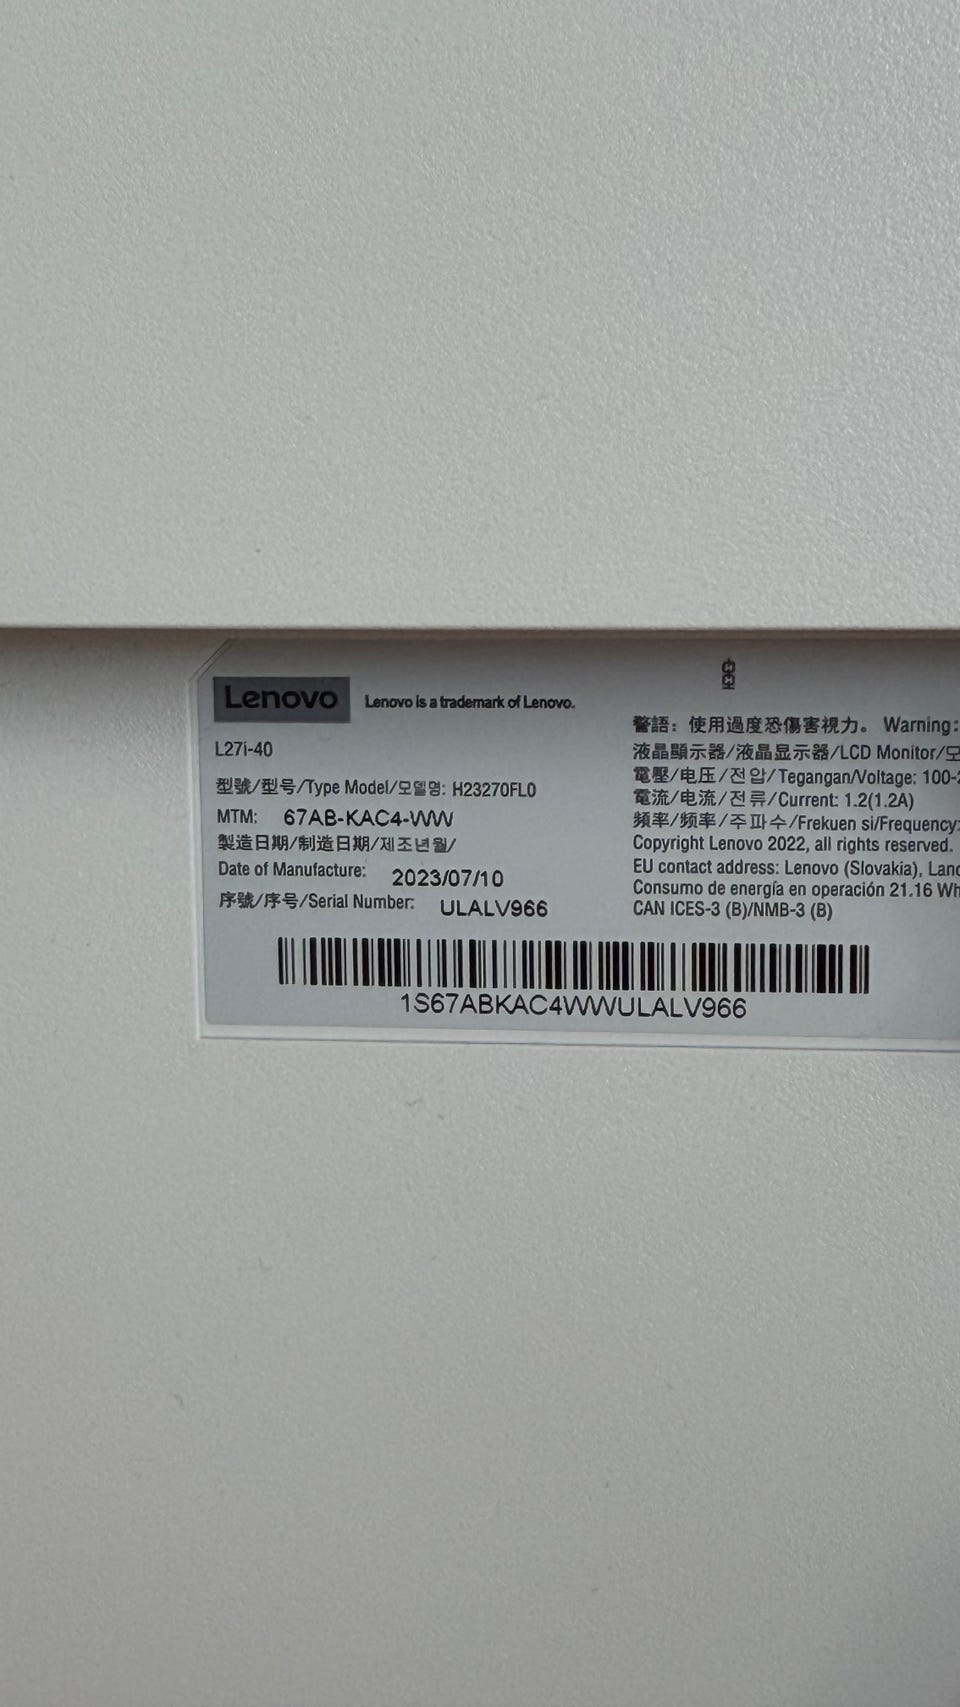 Lenovo Lenovo is a trademark of Lenovo.
L27i-40
型號/型号/Type Model/모델명: H23270FL0
MTM: 67AB-KAC4-WW
製造日期/制造日期/제조년월/
Date of Manufacture: 2023/07/10
序號/序号/Serial Number: ULALV966
警語: 使用過度恐傷害視力。 Warning:
液晶顯示器/液晶显示器/LCD Monitor/모
電壓/电压/전압/Tegangan/Voltage: 100-2
電流/电流/전류/Current: 1.2(1.2A)
頻率/频率/주파수/Frekuen si/Frequency:
Copyright Lenovo 2022, all rights reserved.
EU contact address: Lenovo (Slovakia), Land
Consumo de energía en operación 21.16 Wh
CAN ICES-3 (B)/NMB-3 (B)
1S67ABKAC4WWULALV966